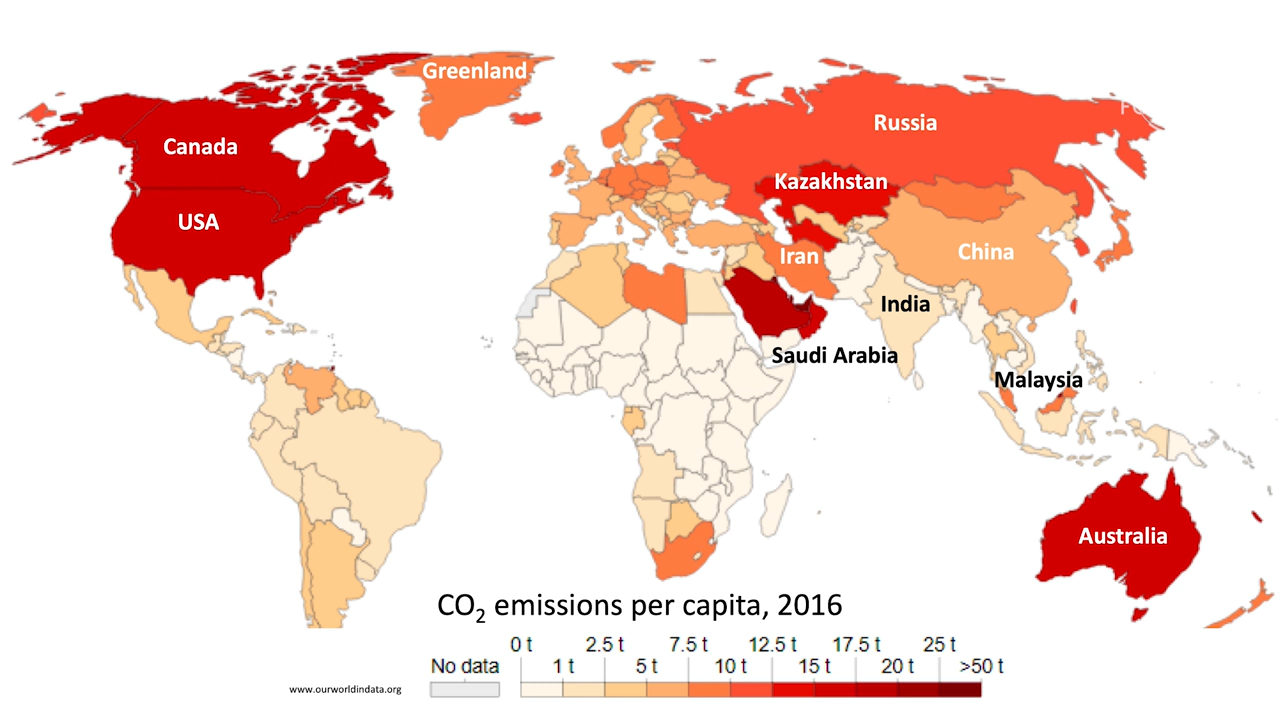 Greenland
Canada
Russia
Kazakhstan
USA
Iran
China
India
Saudi Arabia
Malaysia
Australia
CO₂ emissions per capita, 2016
0 t 2.5 t 7.5 t 12.5 t 17.5 t 25 t
No data 1 t 5 t 10 t 15 t 20 t >50 t
www.ourworldindata.org